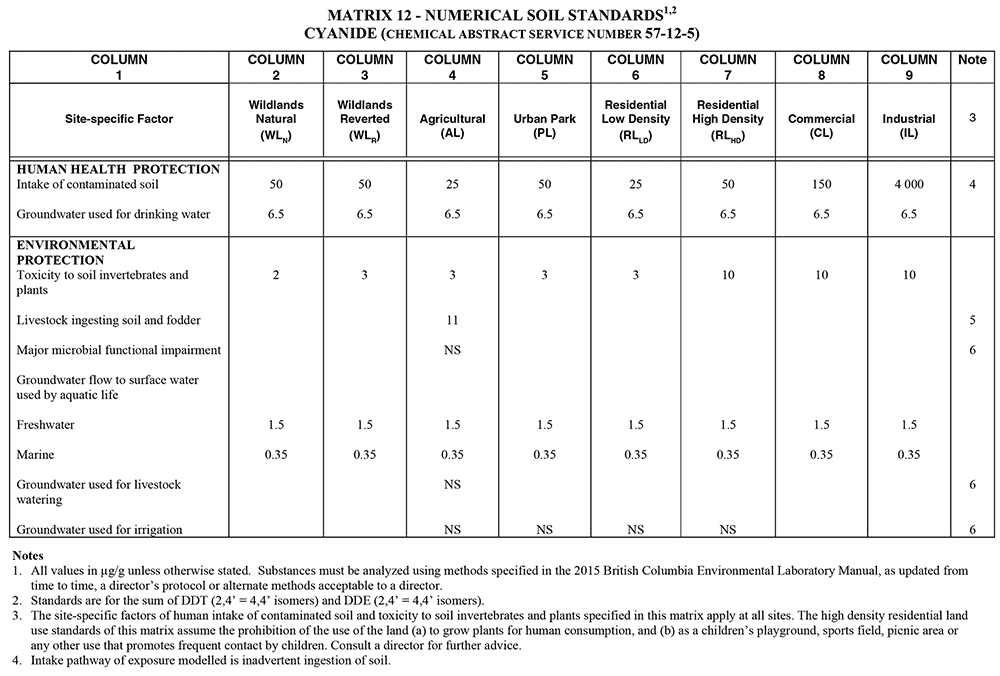 MATRIX 12 - NUMERICAL SOIL STANDARDS1,2
CYANIDE (CHEMICAL ABSTRACT SERVICE NUMBER 57-12-5)
COLUMN 1 COLUMN 2 COLUMN 3 COLUMN 4 COLUMN 5 COLUMN 6 COLUMN 7 COLUMN 8 COLUMN 9 Note
Site-specific Factor Wildlands Natural (WLN) Wildlands Reverted (WLR) Agricultural (AL) Urban Park (PL) Residential Low Density (RLLD) Residential High Density (RLHD) Commercial (CL) Industrial (IL) 3
HUMAN HEALTH PROTECTION
Intake of contaminated soil 50 50 25 50 25 50 150 4 000 4
Groundwater used for drinking water 6.5 6.5 6.5 6.5 6.5 6.5 6.5 6.5
ENVIRONMENTAL
PROTECTION
Toxicity to soil invertebrates and 2 3 3 3 3 10 10 10
plants
Livestock ingesting soil and fodder 11 5
Major microbial functional impairment NS 6
Groundwater flow to surface water
used by aquatic life
Freshwater 1.5 1.5 1.5 1.5 1.5 1.5 1.5 1.5
Marine 0.35 0.35 0.35 0.35 0.35 0.35 0.35 0.35
Groundwater used for livestock NS 6
watering
Groundwater used for irrigation NS NS NS NS 6
Notes
1. All values in µg/g unless otherwise stated. Substances must be analyzed using methods specified in the 2015 British Columbia Environmental Laboratory Manual, as updated from
time to time, a director's protocol or alternate methods acceptable to a director.
2. Standards are for the sum of DDT (2,4' = 4,4' isomers) and DDE (2,4' = 4,4' isomers).
3. The site-specific factors of human intake of contaminated soil and toxicity to soil invertebrates and plants specified in this matrix apply at all sites. The high density residential land
use standards of this matrix assume the prohibition of the use of the land (a) to grow plants for human consumption, and (b) as a children's playground, sports field, picnic area or
any other use that promotes frequent contact by children. Consult a director for further advice.
4. Intake pathway of exposure modelled is inadvertent ingestion of soil.